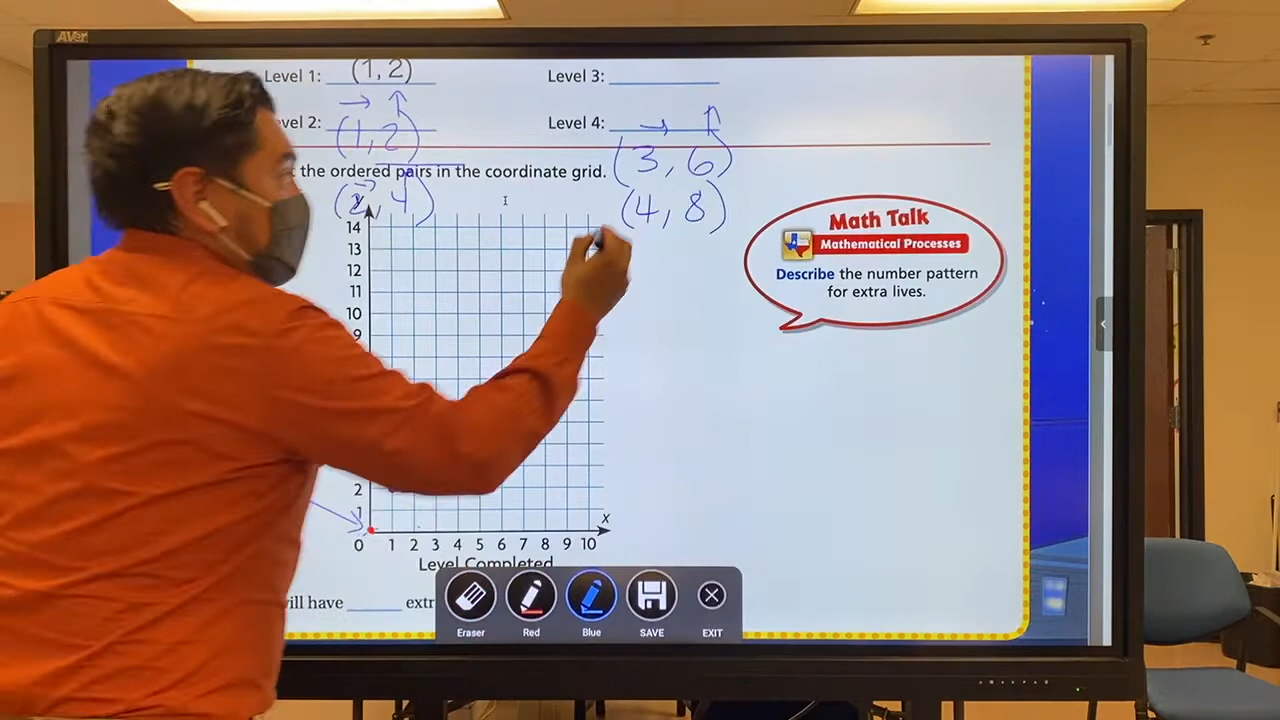 AVer
Level 1: (1, 2)
Level 3:
vel 2: (1, 2)
Level 4: (3, 6)
t the ordered pairs in the coordinate grid.
(2, 4)
(4, 8)
14
13
12
11
10
9
2
1
0 1 2 3 4 5 6 7 8 9 10
x
Level Completed
Math Talk
Mathematical Processes
Describe the number pattern
for extra lives.
ill have ______ extr
Eraser Red Blue SAVE EXIT